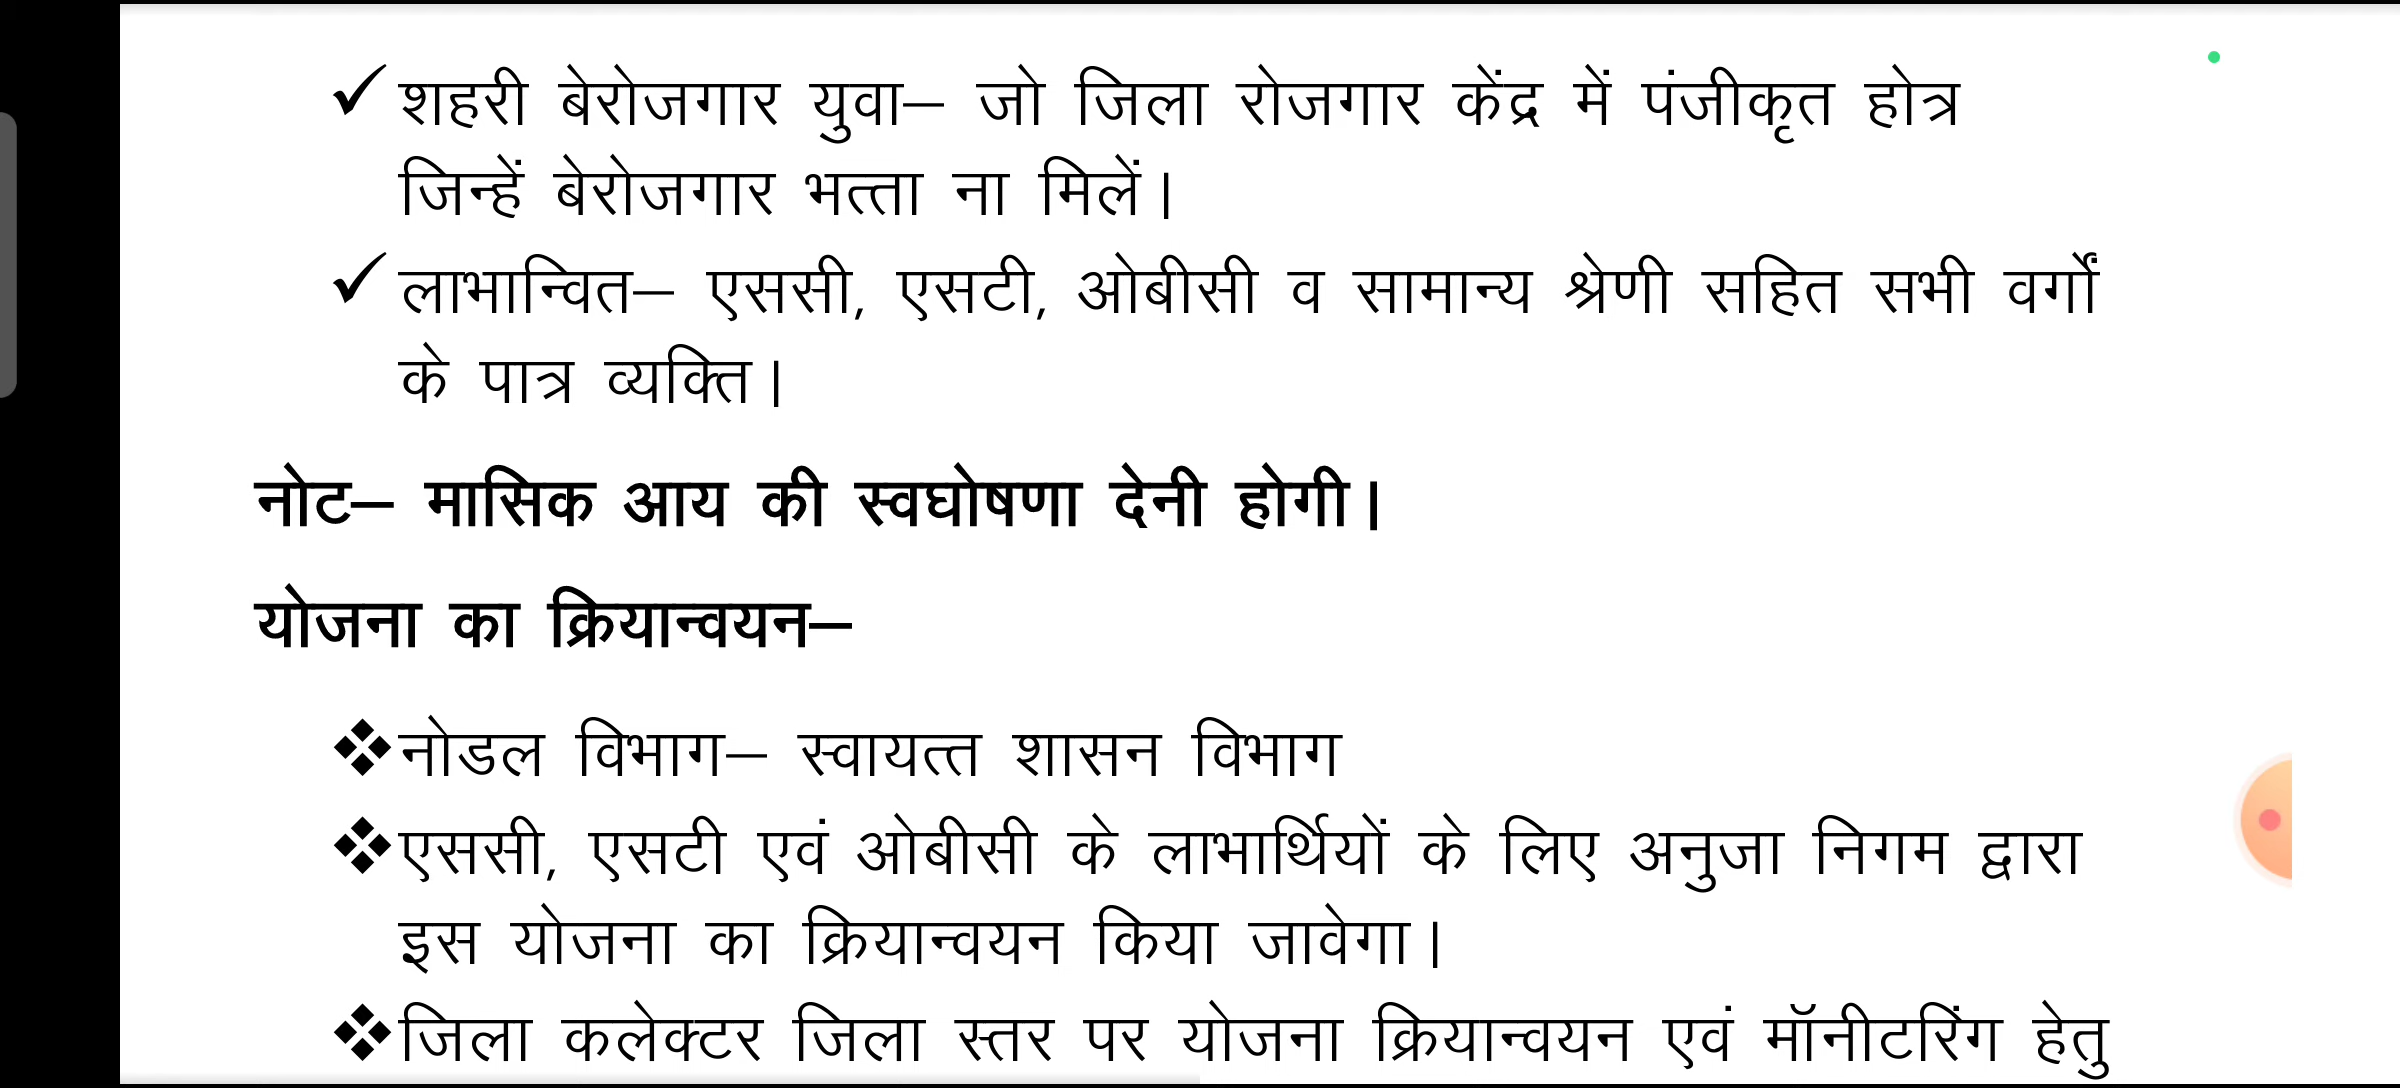 ✓ शहरी बेरोजगार युवा– जो जिला रोजगार केंद्र में पंजीकृत होत्र
जिन्हें बेरोजगार भत्ता ना मिलें।
✓ लाभान्वित– एससी, एसटी, ओबीसी व सामान्य श्रेणी सहित सभी वर्गों
के पात्र व्यक्ति।
नोट– मासिक आय की स्वघोषणा देनी होगी।
योजना का क्रियान्वयन–
❖ नोडल विभाग– स्वायत्त शासन विभाग
❖ एससी, एसटी एवं ओबीसी के लाभार्थियों के लिए अनुजा निगम द्वारा
इस योजना का क्रियान्वयन किया जावेगा।
❖ जिला कलेक्टर जिला स्तर पर योजना क्रियान्वयन एवं मॉनीटरिंग हेतु